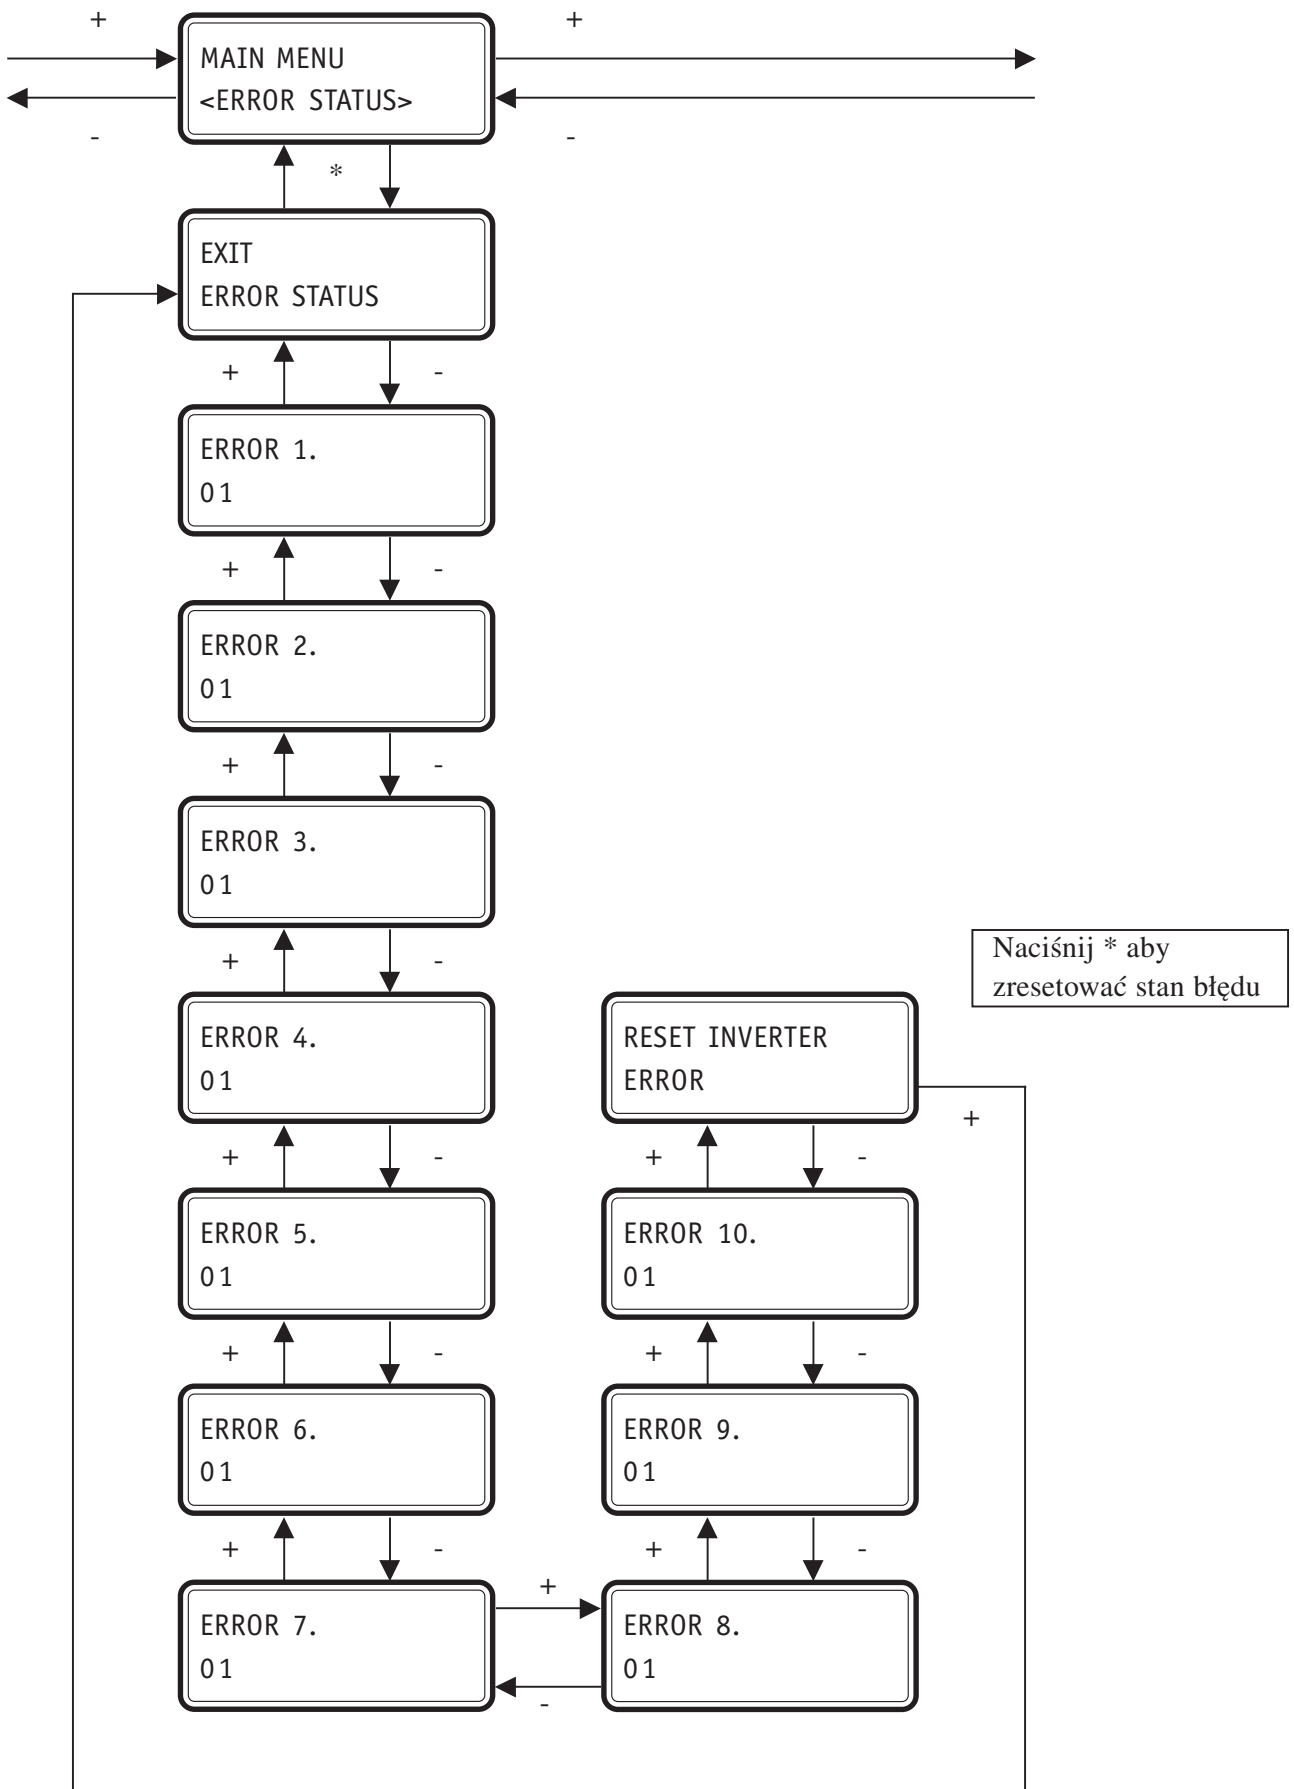 + +
MAIN MENU
<ERROR STATUS>
- -
*
EXIT
ERROR STATUS
+ -
ERROR 1.
01
+ -
ERROR 2.
01
+ -
ERROR 3.
01
+ -
ERROR 4.
01
+ -
ERROR 5.
01
+ -
ERROR 6.
01
+ -
ERROR 7.
01
+
-
Naciśnij * aby
zresetować stan błędu
RESET INVERTER
ERROR
+
+ -
ERROR 10.
01
+ -
ERROR 9.
01
+ -
ERROR 8.
01